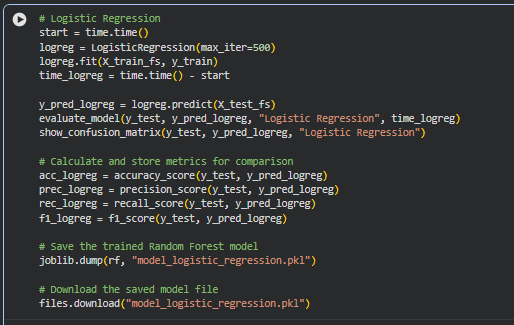 # Logistic Regression
start = time.time()
logreg = LogisticRegression(max_iter=500)
logreg.fit(X_train_fs, y_train)
time_logreg = time.time() - start
y_pred_logreg = logreg.predict(X_test_fs)
evaluate_model(y_test, y_pred_logreg, "Logistic Regression", time_logreg)
show_confusion_matrix(y_test, y_pred_logreg, "Logistic Regression")
# Calculate and store metrics for comparison
acc_logreg = accuracy_score(y_test, y_pred_logreg)
prec_logreg = precision_score(y_test, y_pred_logreg)
rec_logreg = recall_score(y_test, y_pred_logreg)
f1_logreg = f1_score(y_test, y_pred_logreg)
# Save the trained Random Forest model
joblib.dump(rf, "model_logistic_regression.pkl")
# Download the saved model file
files.download("model_logistic_regression.pkl")